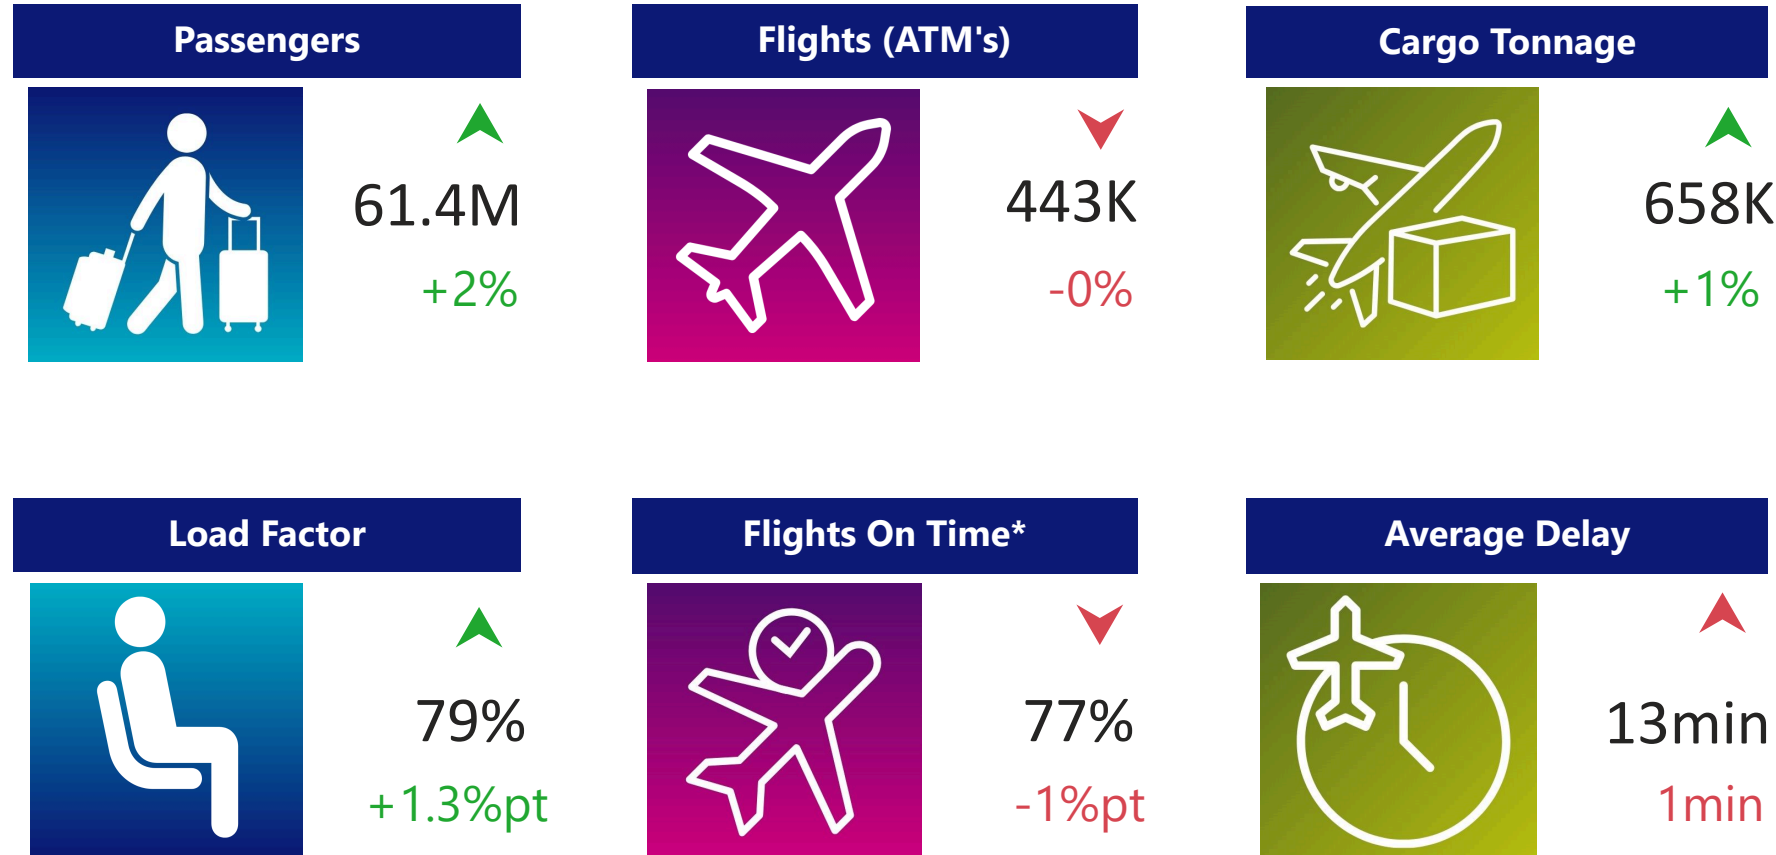 Passengers
61.4M
+2%
Flights (ATM's)
443K
-0%
Cargo Tonnage
658K
+1%
Load Factor
79%
+1.3%pt
Flights On Time*
77%
-1%pt
Average Delay
13min
1min